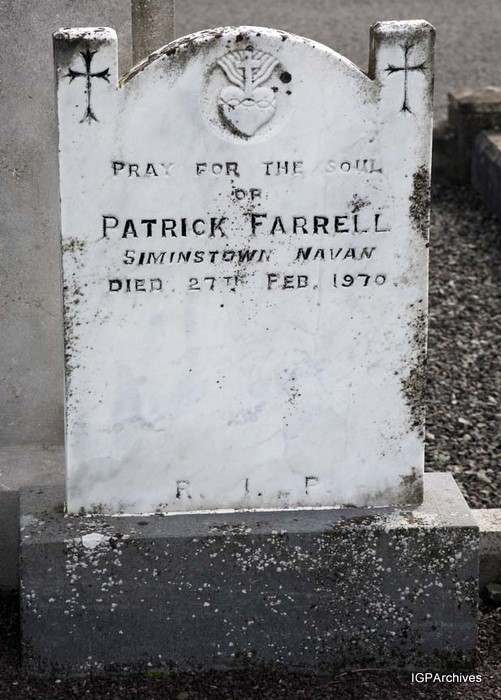 PRAY FOR THE SOUL
OF
PATRICK FARRELL
SIMINSTOWN NAVAN
DIED 27TH FEB. 1970
R. I. P
IGPArchives